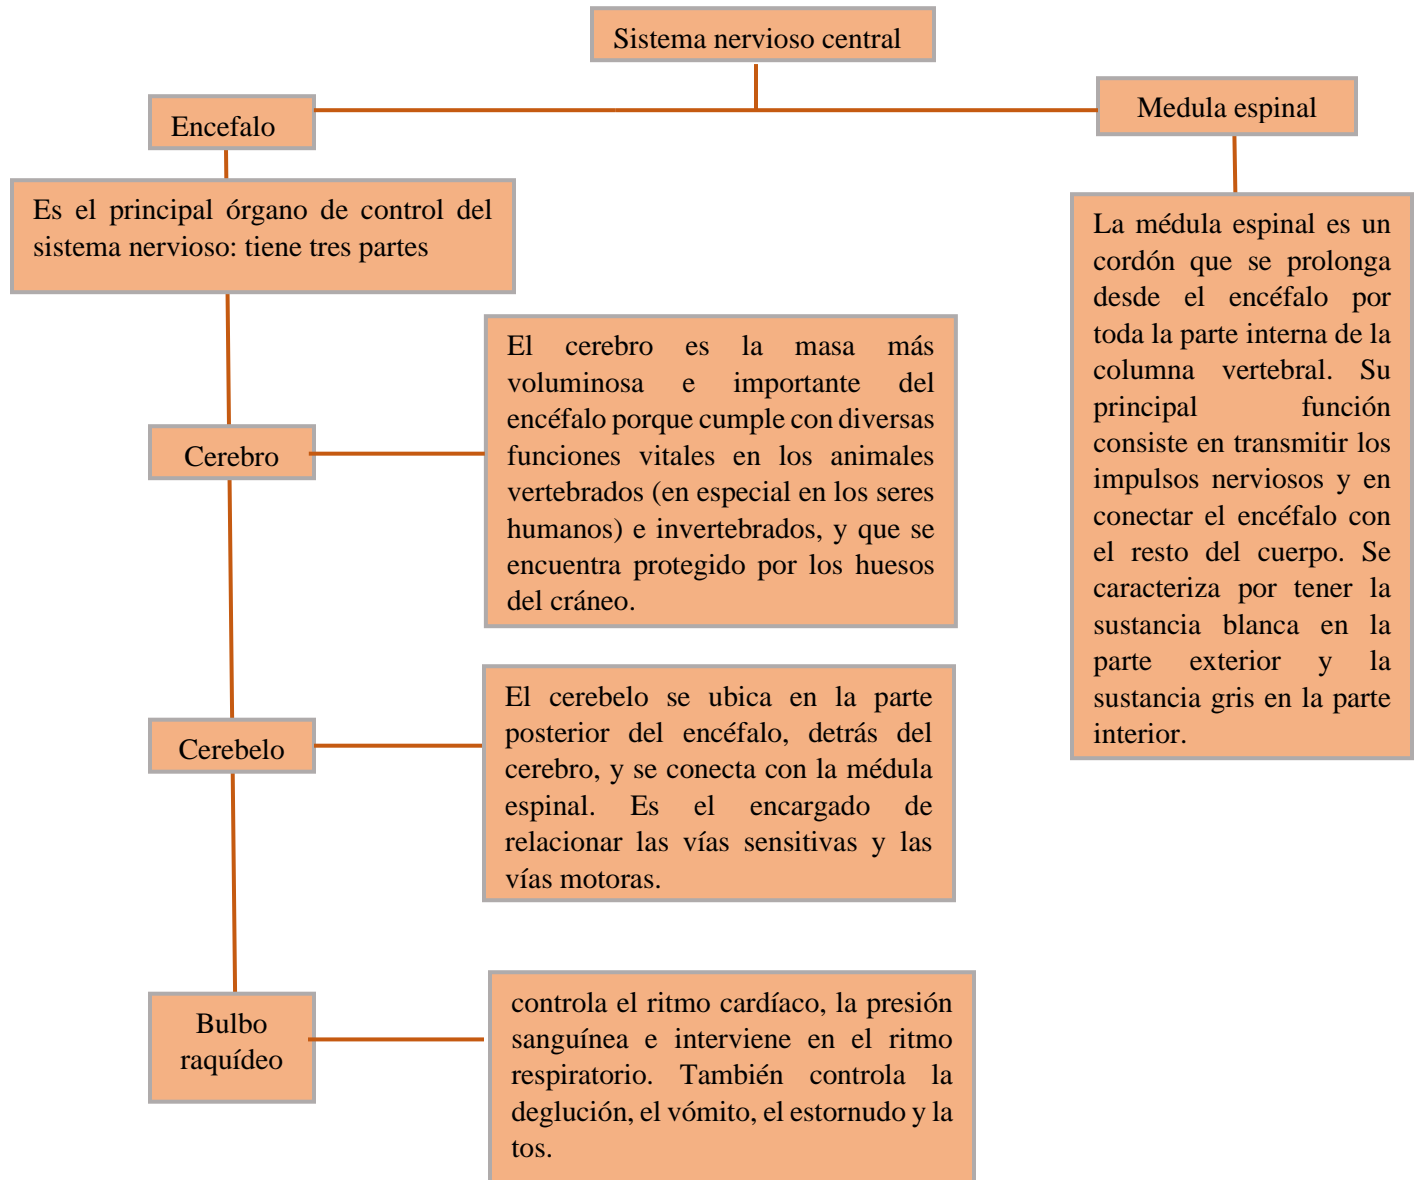 Sistema nervioso central
Encefalo
Medula espinal
Es el principal órgano de control del
sistema nervioso: tiene tres partes
La médula espinal es un
cordón que se prolonga
desde el encéfalo por
toda la parte interna de la
columna vertebral. Su
principal función
consiste en transmitir los
impulsos nerviosos y en
conectar el encéfalo con
el resto del cuerpo. Se
caracteriza por tener la
sustancia blanca en la
parte exterior y la
sustancia gris en la parte
interior.
Cerebro
El cerebro es la masa más
voluminosa e importante del
encéfalo porque cumple con diversas
funciones vitales en los animales
vertebrados (en especial en los seres
humanos) e invertebrados, y que se
encuentra protegido por los huesos
del cráneo.
Cerebelo
El cerebelo se ubica en la parte
posterior del encéfalo, detrás del
cerebro, y se conecta con la médula
espinal. Es el encargado de
relacionar las vías sensitivas y las
vías motoras.
Bulbo
raquídeo
controla el ritmo cardíaco, la presión
sanguínea e interviene en el ritmo
respiratorio. También controla la
deglución, el vómito, el estornudo y la
tos.